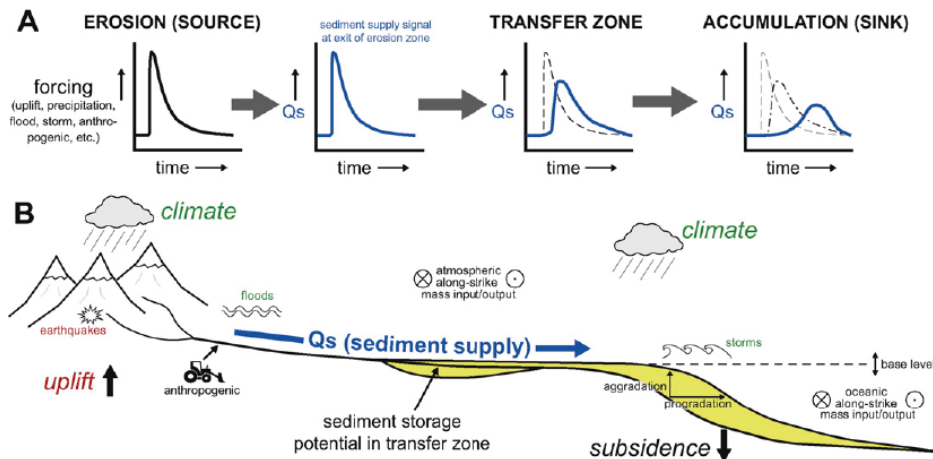 A
EROSION (SOURCE)
TRANSFER ZONE
ACCUMULATION (SINK)
sediment supply signal
at exit of erosion zone
forcing
(uplift, precipitation,
flood, storm, anthro-
pogenic, etc.)
Qs
Qs
Qs
time
time
time
time
B
climate
climate
atmospheric
along-strike
mass input/output
floods
earthquakes
Qs (sediment supply)
storms
base level
uplift
anthropogenic
aggradation
progradation
oceanic
along-strike
mass input/output
sediment storage
potential in transfer zone
subsidence